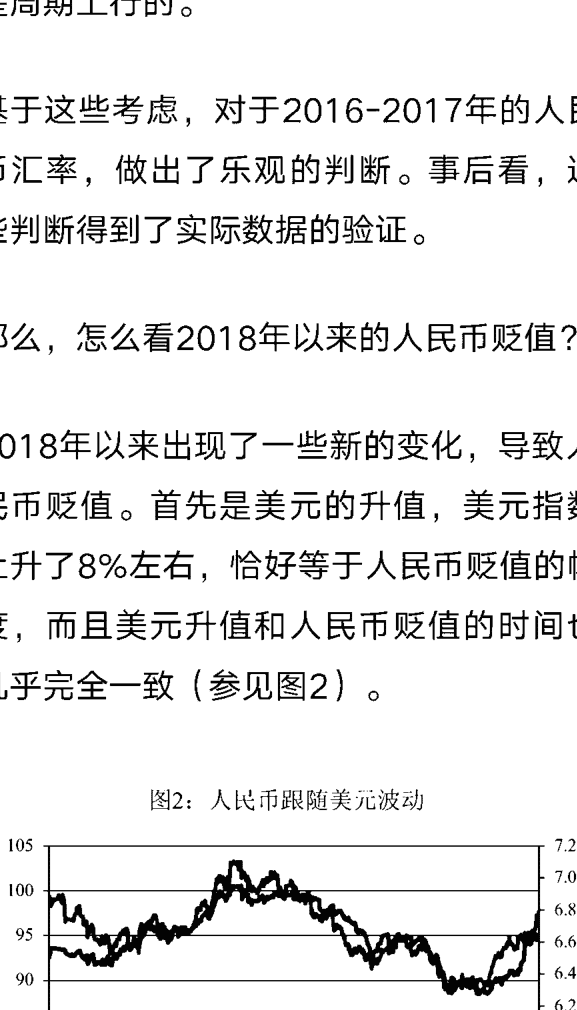 是周期上行的。
基于这些考虑，对于2016-2017年的人民
币汇率，做出了乐观的判断。事后看，这
些判断得到了实际数据的验证。
那么，怎么看2018年以来的人民币贬值？
2018年以来出现了一些新的变化，导致人
民币贬值。首先是美元的升值，美元指数
上升了8%左右，恰好等于人民币贬值的幅
度，而且美元升值和人民币贬值的时间也
几乎完全一致（参见图2）。
图2：人民币跟随美元波动
105 7.2
7.0
100
6.8
95
6.6
6.4
90
6.2